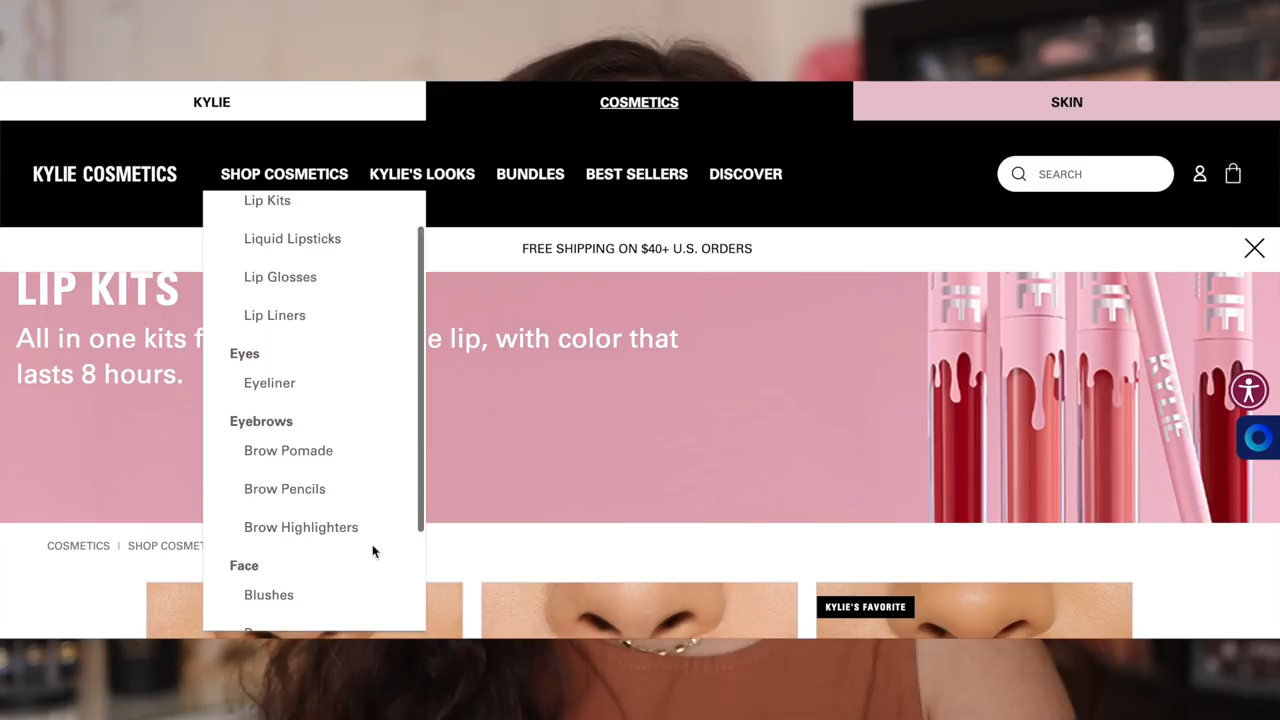 KYLIE
COSMETICS
SKIN
KYLIE COSMETICS
SHOP COSMETICS
KYLIE'S LOOKS
BUNDLES
BEST SELLERS
DISCOVER
SEARCH
Lip Kits
Liquid Lipsticks
Lip Glosses
Lip Liners
Eyes
Eyeliner
Eyebrows
Brow Pomade
Brow Pencils
Brow Highlighters
Face
Blushes
FREE SHIPPING ON $40+ U.S. ORDERS
LIP KITS
All in one kits f e lip, with color that
lasts 8 hours.
KYLIE
COSMETICS | SHOP COSMET
KYLIE'S FAVORITE